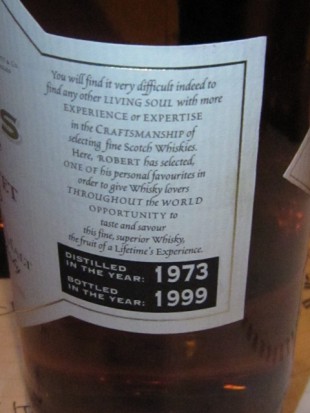 You will find it very difficult indeed to
find any other LIVING SOUL with more
EXPERIENCE or EXPERTISE
in the CRAFTSMANSHIP of
selecting fine Scotch Whiskies.
Here, ROBERT has selected,
ONE of his personal favourites in
order to give Whisky lovers
THROUGHOUT the WORLD
OPPORTUNITY to
taste and savour
this fine, superior Whisky,
the fruit of a Lifetime's Experience.
DISTILLED
IN THE YEAR: 1973
BOTTLED
IN THE YEAR: 1999